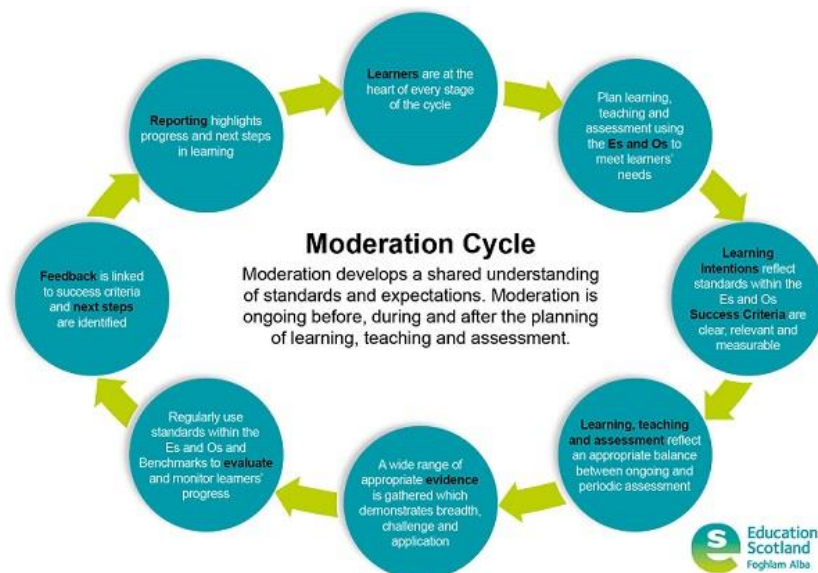 Learners are at the
heart of every stage
of the cycle
Plan learning,
teaching and
assessment using
the Es and Os to
meet learners'
needs
Learning
Intentions reflect
standards within the
Es and Os
Success Criteria are
clear, relevant and
measurable
Learning, teaching
and assessment reflect
an appropriate balance
between ongoing and
periodic assessment
A wide range of
appropriate evidence
is gathered which
demonstrates breadth,
challenge and
application
Regularly use
standards within the
Es and Os and
Benchmarks to evaluate
and monitor learners'
progress
Feedback is linked
to success criteria
and next steps
are identified
Reporting highlights
progress and next steps
in learning
Moderation Cycle
Moderation develops a shared understanding
of standards and expectations. Moderation is
ongoing before, during and after the planning
of learning, teaching and assessment.
Education
Scotland
Foghlam Alba